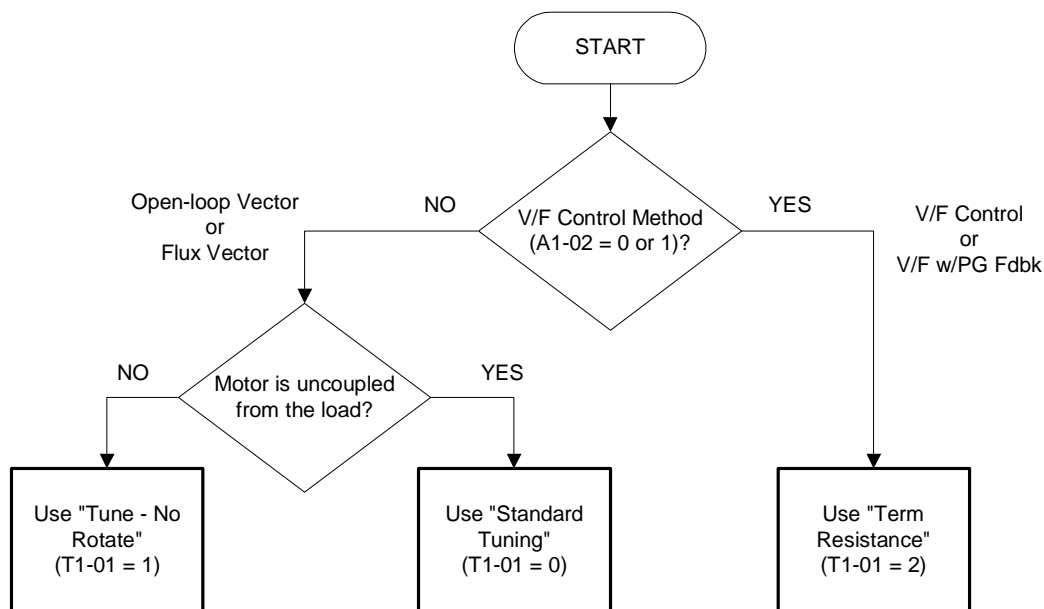 START
V/F Control Method
(A1-02 = 0 or 1)?
NO
YES
Open-loop Vector
or
Flux Vector
V/F Control
or
V/F w/PG Fdbk
Motor is uncoupled
from the load?
NO
YES
Use "Tune - No
Rotate"
(T1-01 = 1)
Use "Standard
Tuning"
(T1-01 = 0)
Use "Term
Resistance"
(T1-01 = 2)